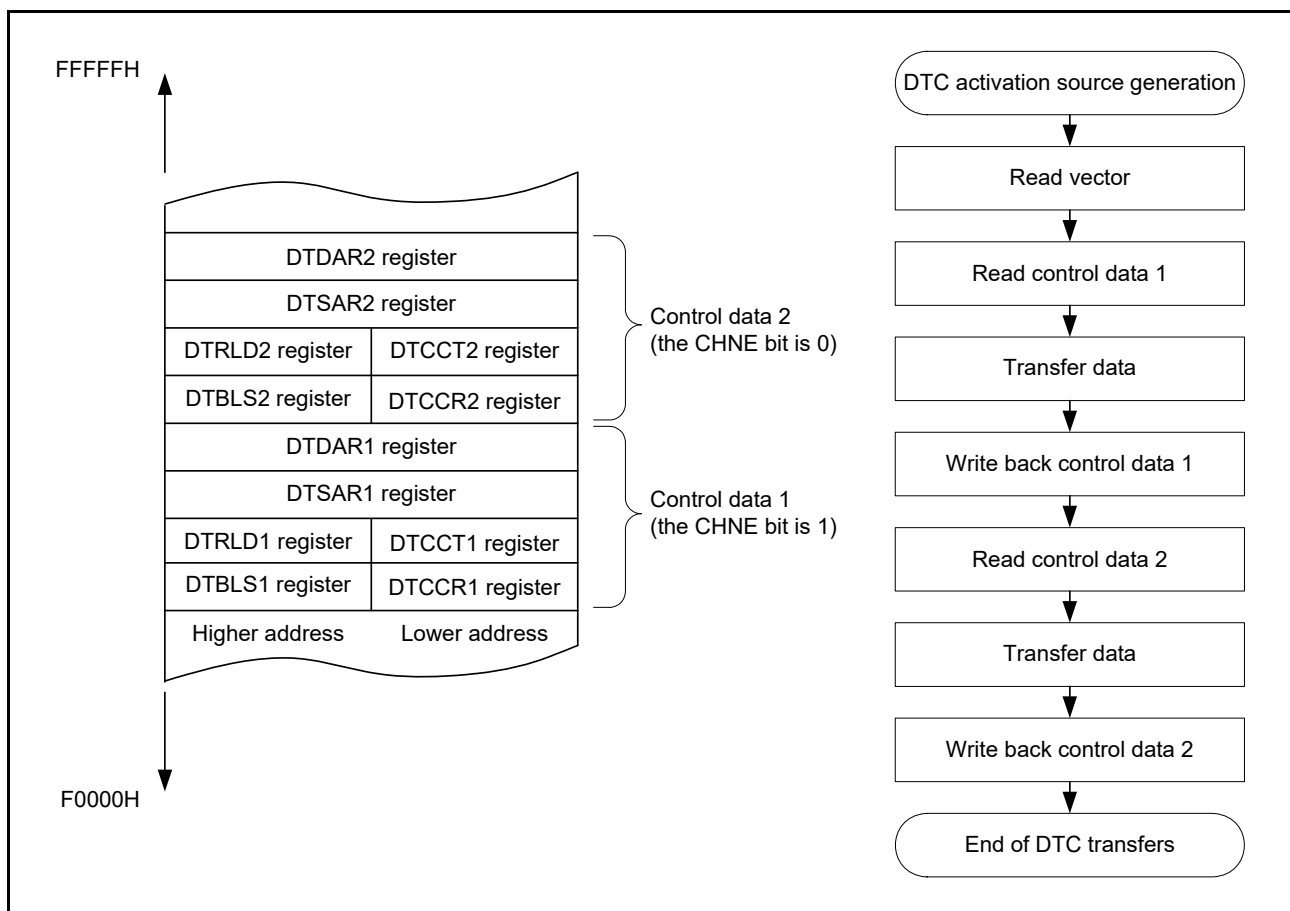 FFFFFH
DTDAR2 register
DTSAR2 register
DTRLD2 register DTCCT2 register
DTBLS2 register DTCCR2 register
DTDAR1 register
DTSAR1 register
DTRLD1 register DTCCT1 register
DTBLS1 register DTCCR1 register
Higher address Lower address
F0000H
Control data 2
(the CHNE bit is 0)
Control data 1
(the CHNE bit is 1)
DTC activation source generation
Read vector
Read control data 1
Transfer data
Write back control data 1
Read control data 2
Transfer data
Write back control data 2
End of DTC transfers